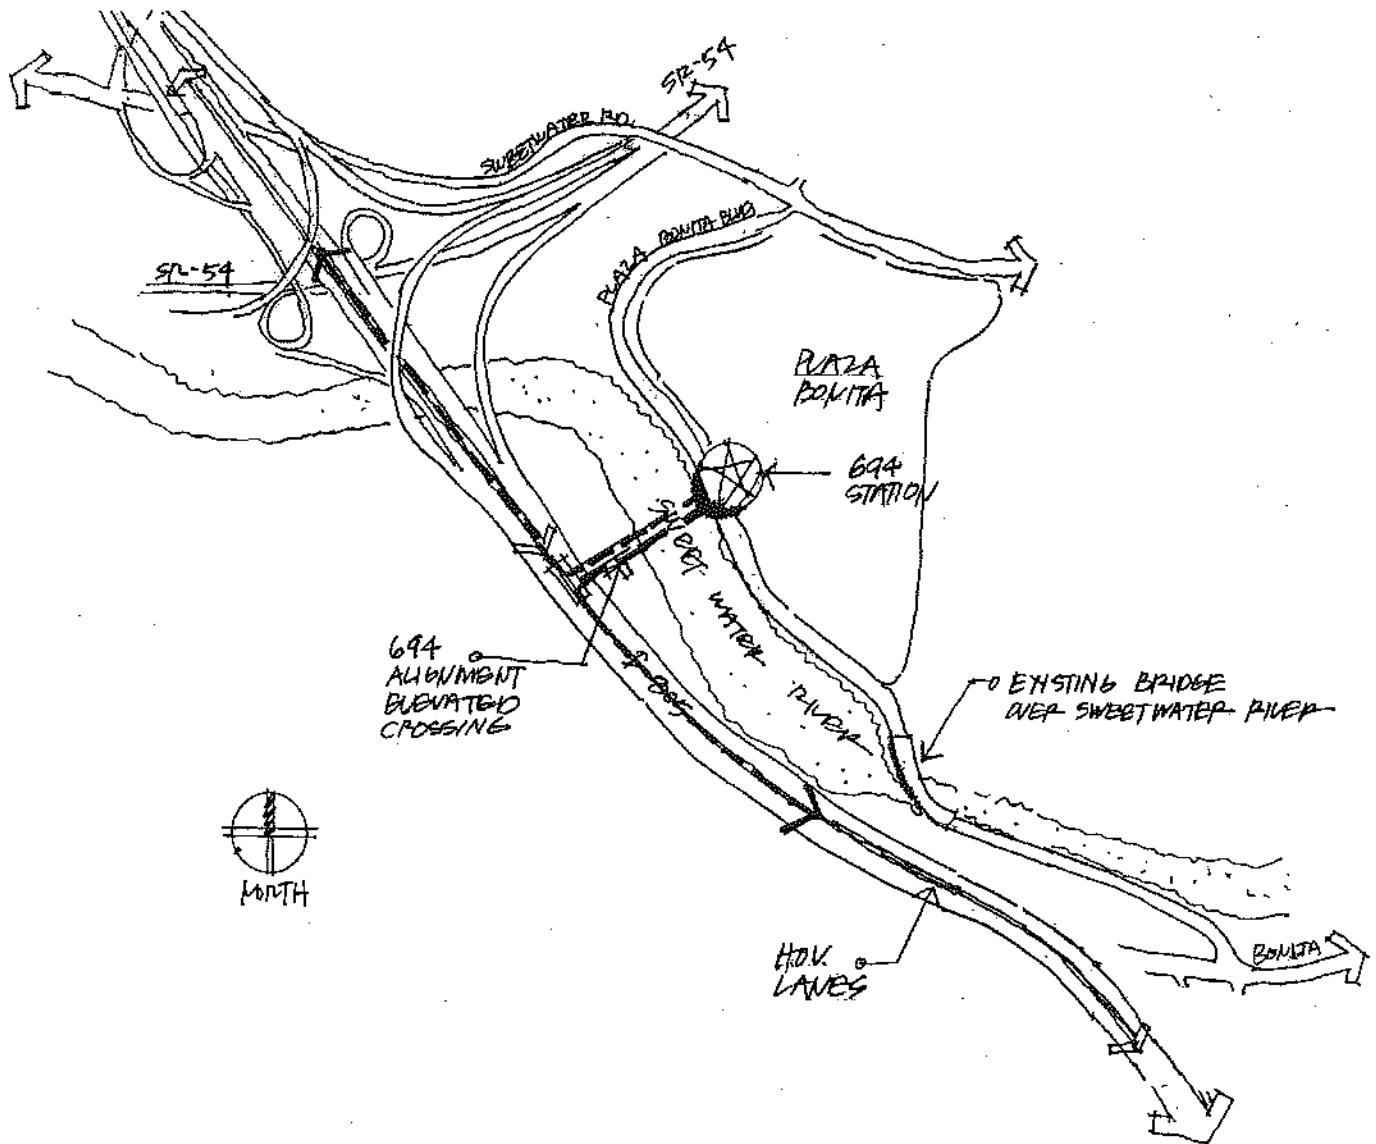 SR-54
SWEETWATER RD.
PLAZA BONITA BLVD
SR-54
PLAZA
BONITA
694
STATION
SWEET WATER RIVER
694
ALIGNMENT
ELEVATED
CROSSING
I-805
EXISTING BRIDGE
OVER SWEETWATER RIVER
NORTH
H.O.V.
LANES
BONITA